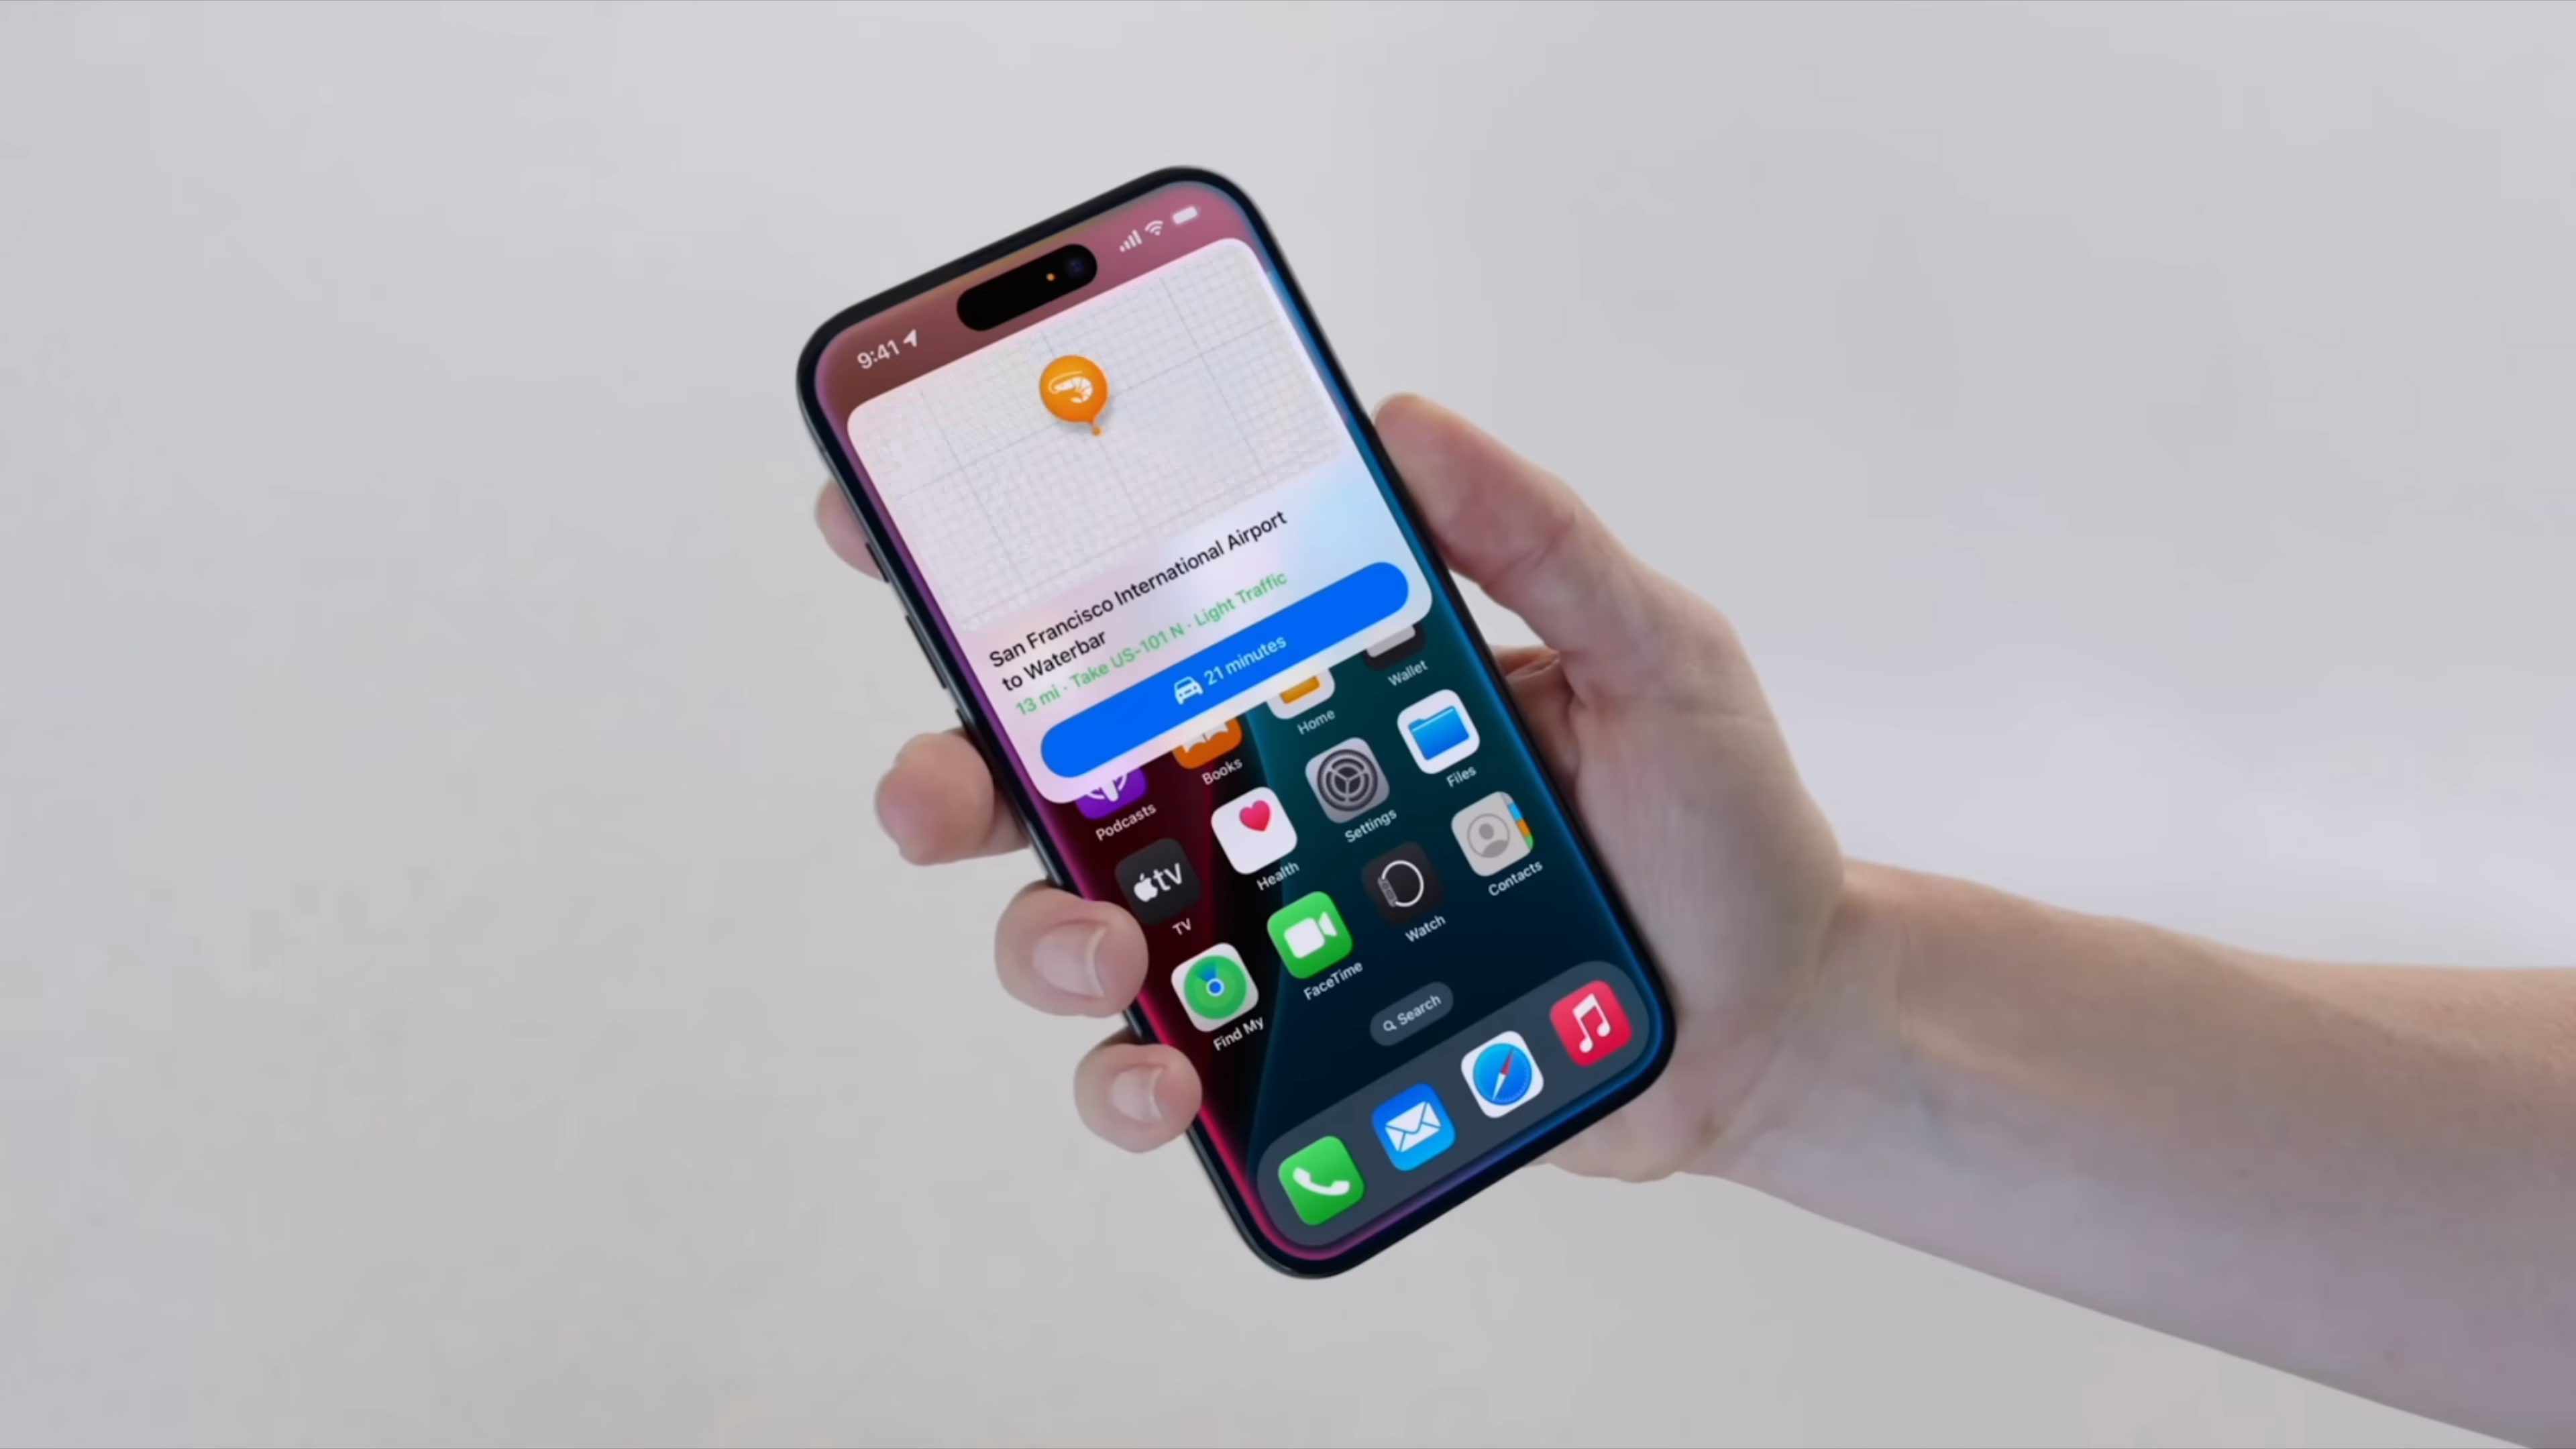 9:41
San Francisco International Airport
to Waterbar
13 mi · Take US-101 N · Light Traffic
21 minutes
Wallet
Home
Books
Podcasts
Files
Settings
Health
tv
TV
Contacts
Watch
FaceTime
Find My
Search